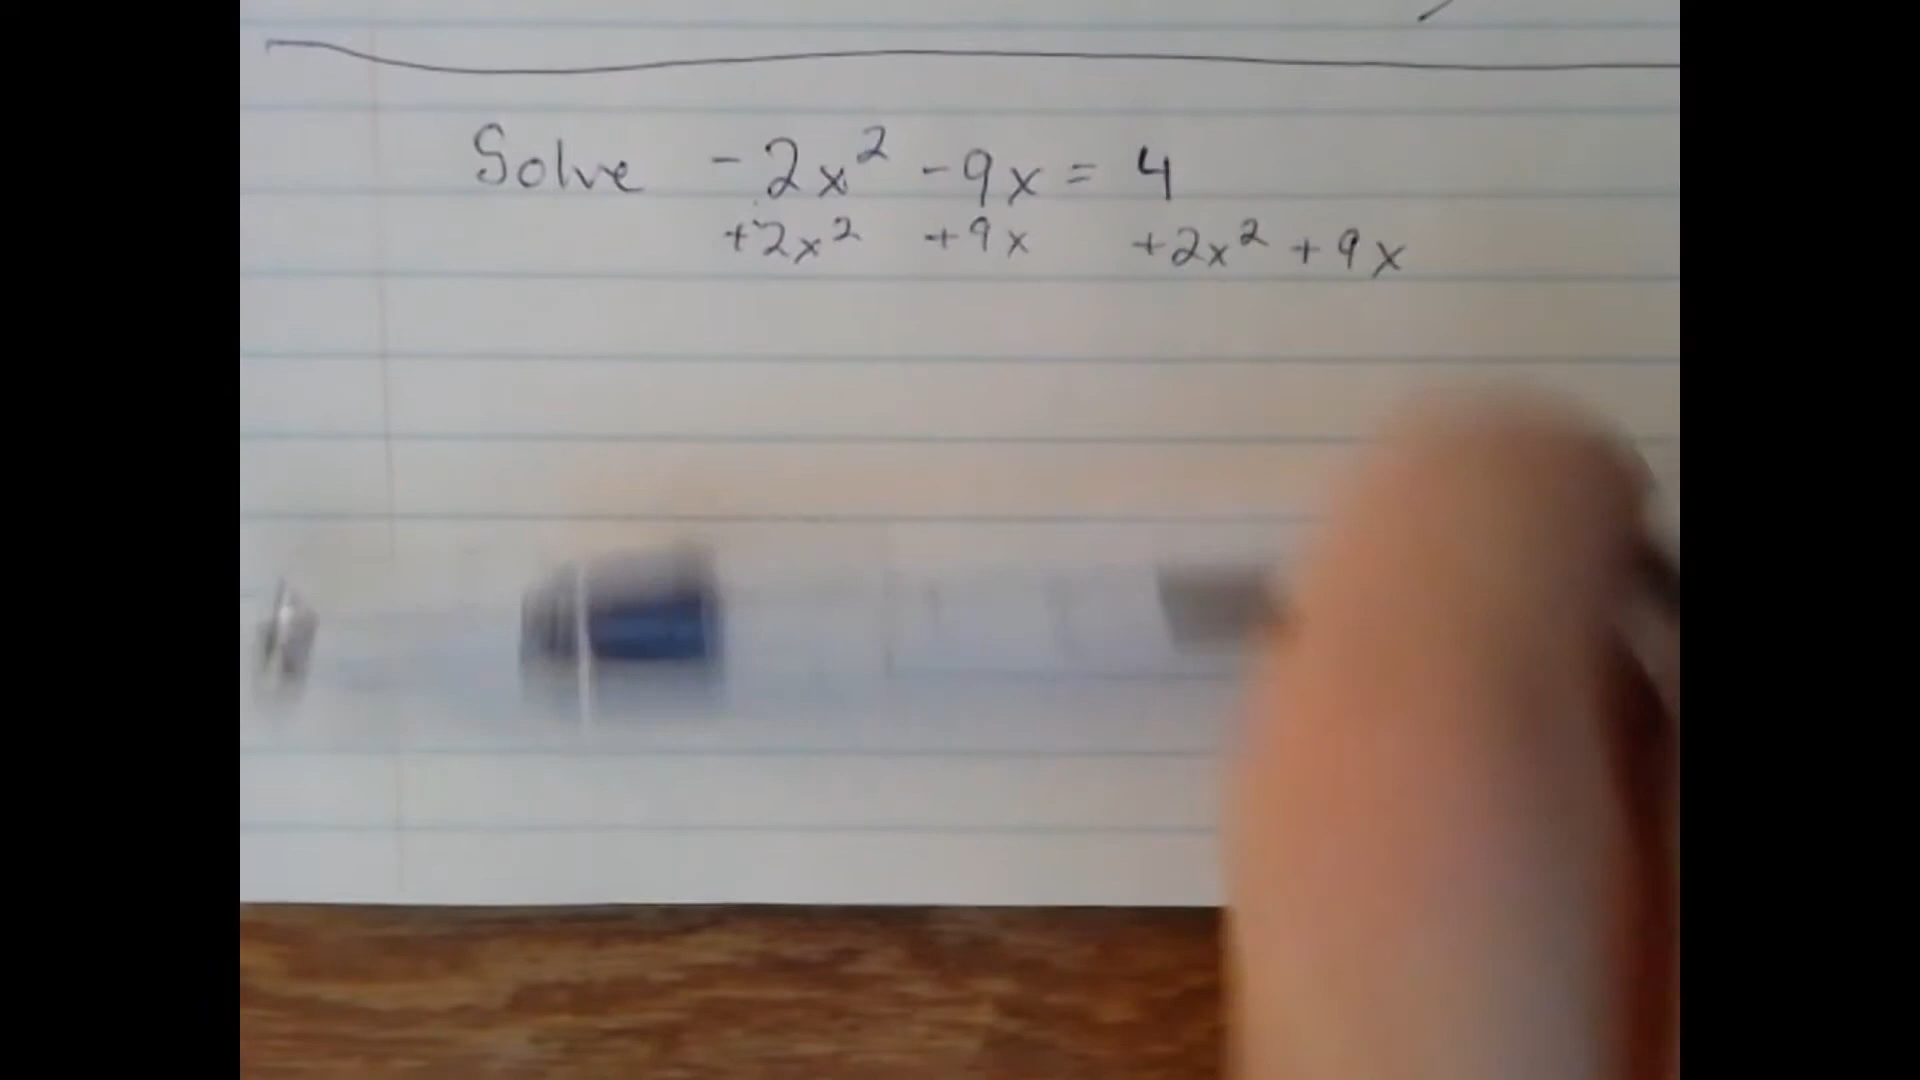 Solve -2x² -9x = 4
+2x² +9x +2x² +9x